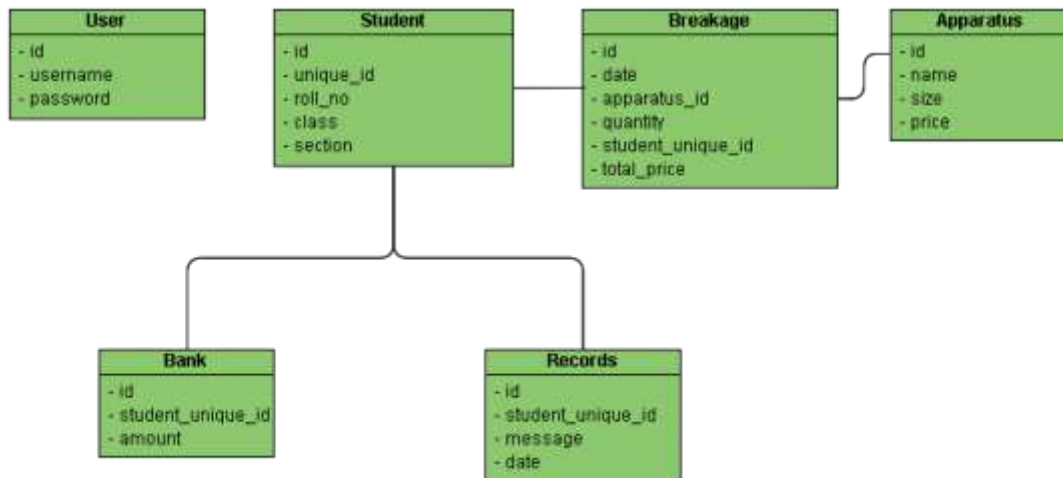 User
- id
- username
- password
Student
- id
- unique_id
- roll_no
- class
- section
Breakage
- id
- date
- apparatus_id
- quantity
- student_unique_id
- total_price
Apparatus
- id
- name
- size
- price
Bank
- id
- student_unique_id
- amount
Records
- id
- student_unique_id
- message
- date